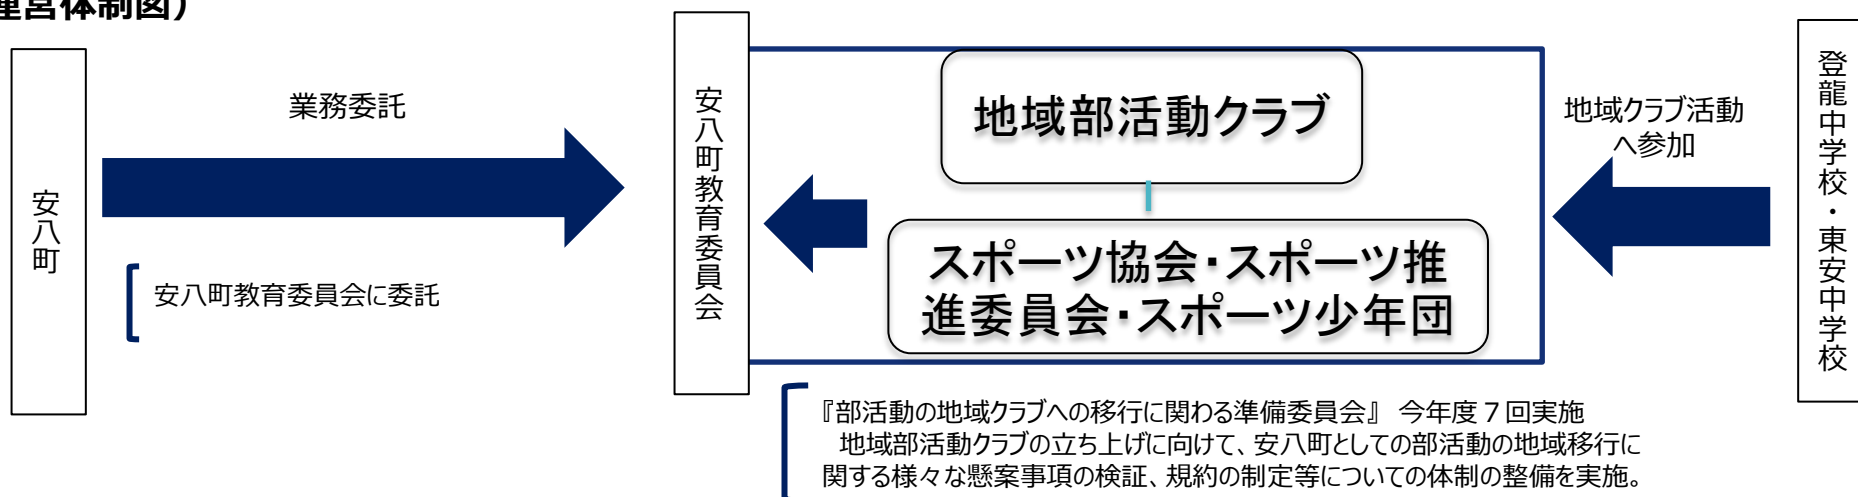 運営体制図）
安八町
業務委託
安八町教育委員会に委託
安八町教育委員会
地域部活動クラブ
スポーツ協会・スポーツ推
進委員会・スポーツ少年団
地域クラブ活動
へ参加
登龍中学校・東安中学校
『部活動の地域クラブへの移行に関わる準備委員会』 今年度７回実施
地域部活動クラブの立ち上げに向けて、安八町としての部活動の地域移行に
関する様々な懸案事項の検証、規約の制定等についての体制の整備を実施。